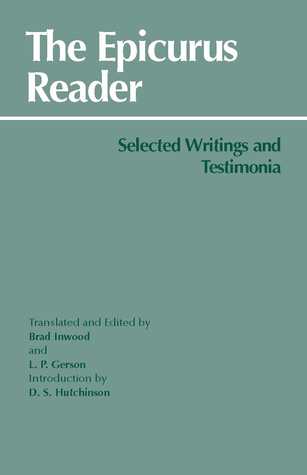 The Epicurus
Reader
Selected Writings and
Testimonia
Translated and Edited by
Brad Inwood
and
L. P. Gerson
Introduction by
D. S. Hutchinson